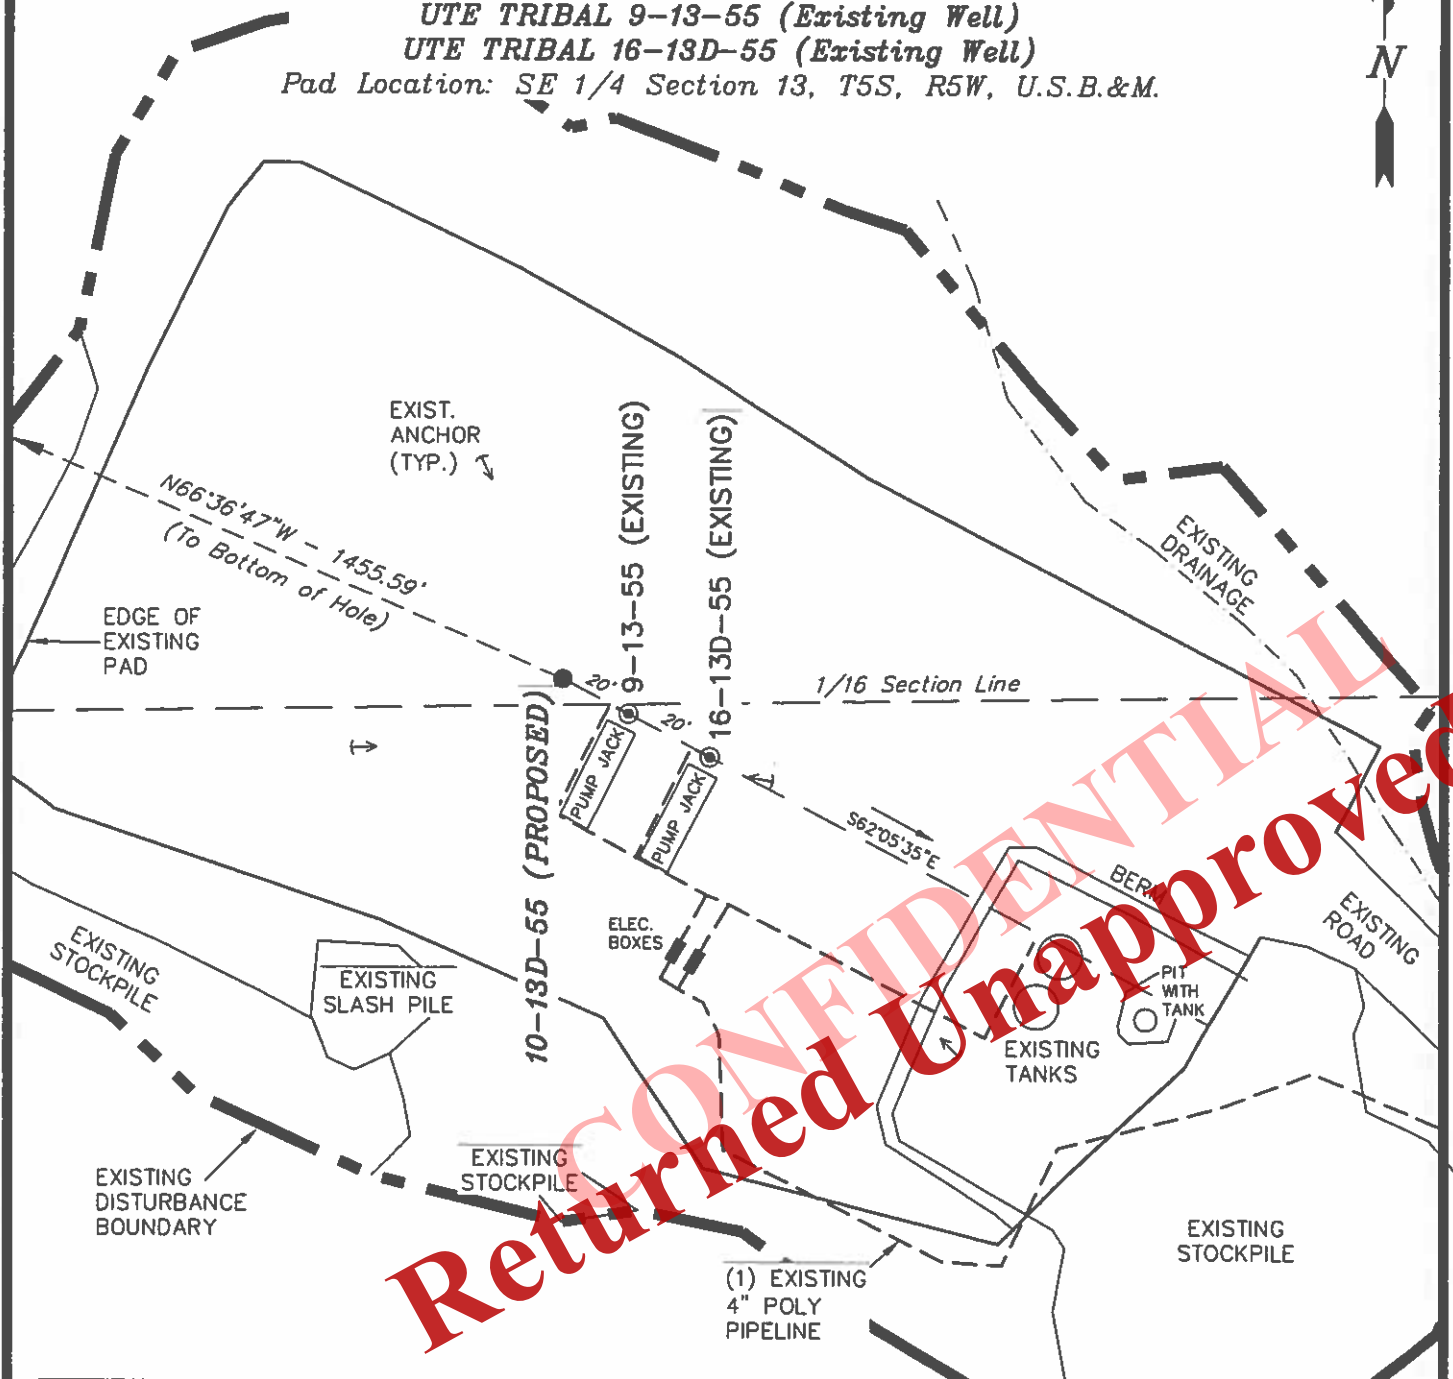 UTE TRIBAL 9-13-55 (Existing Well)
UTE TRIBAL 16-13D-55 (Existing Well)
Pad Location: SE 1/4 Section 13, T5S, R5W, U.S.B.&M.
N
EXIST.
ANCHOR
(TYP.)
9-13-55 (EXISTING)
16-13D-55 (EXISTING)
N66°36'47"W - 1455.59'
(To Bottom of Hole)
EXISTING
DRAINAGE
EDGE OF
EXISTING
PAD
20'
20'
1/16 Section Line
10-13D-55 (PROPOSED)
PUMP JACK
PUMP JACK
S62°05'35"E
BERM
EXISTING
ROAD
ELEC.
BOXES
EXISTING
STOCKPILE
EXISTING
SLASH PILE
PIT
WITH
TANK
EXISTING
TANKS
EXISTING
DISTURBANCE
BOUNDARY
EXISTING
STOCKPILE
EXISTING
STOCKPILE
(1) EXISTING
4" POLY
PIPELINE
CONFIDENTIAL
Returned Unapproved